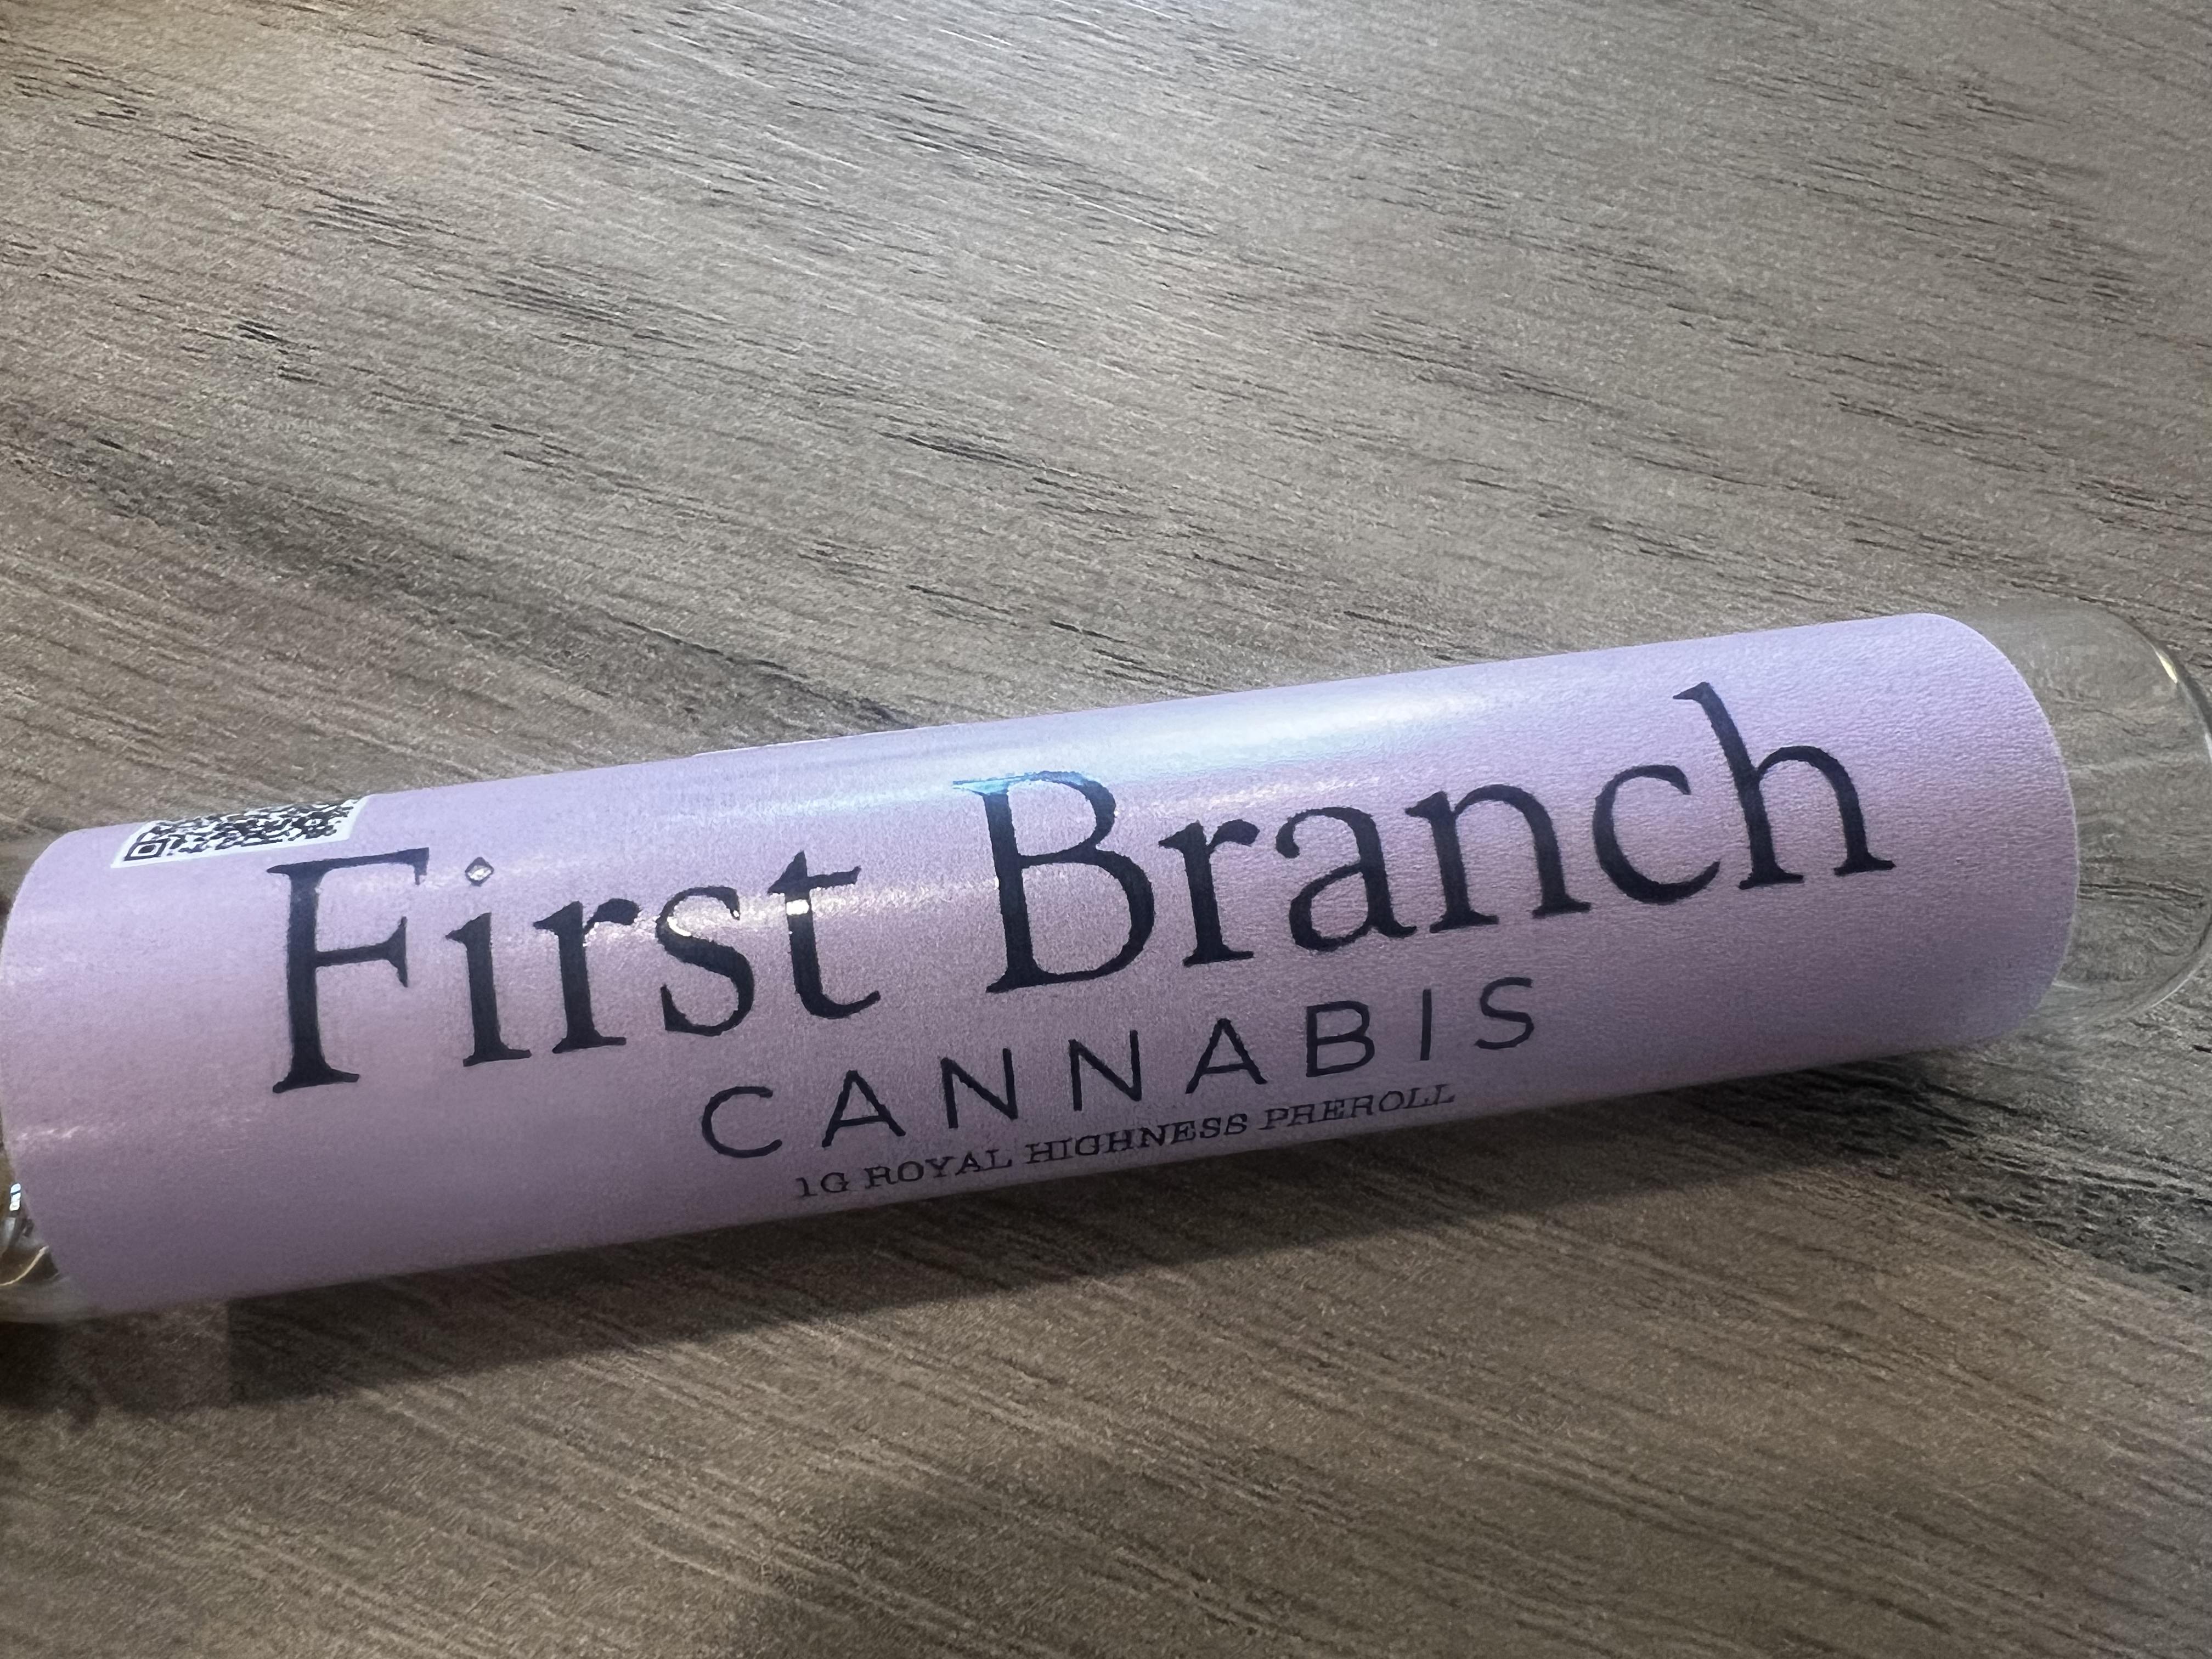 First Branch
CANNABIS
1G ROYAL HIGHNESS PREROLL